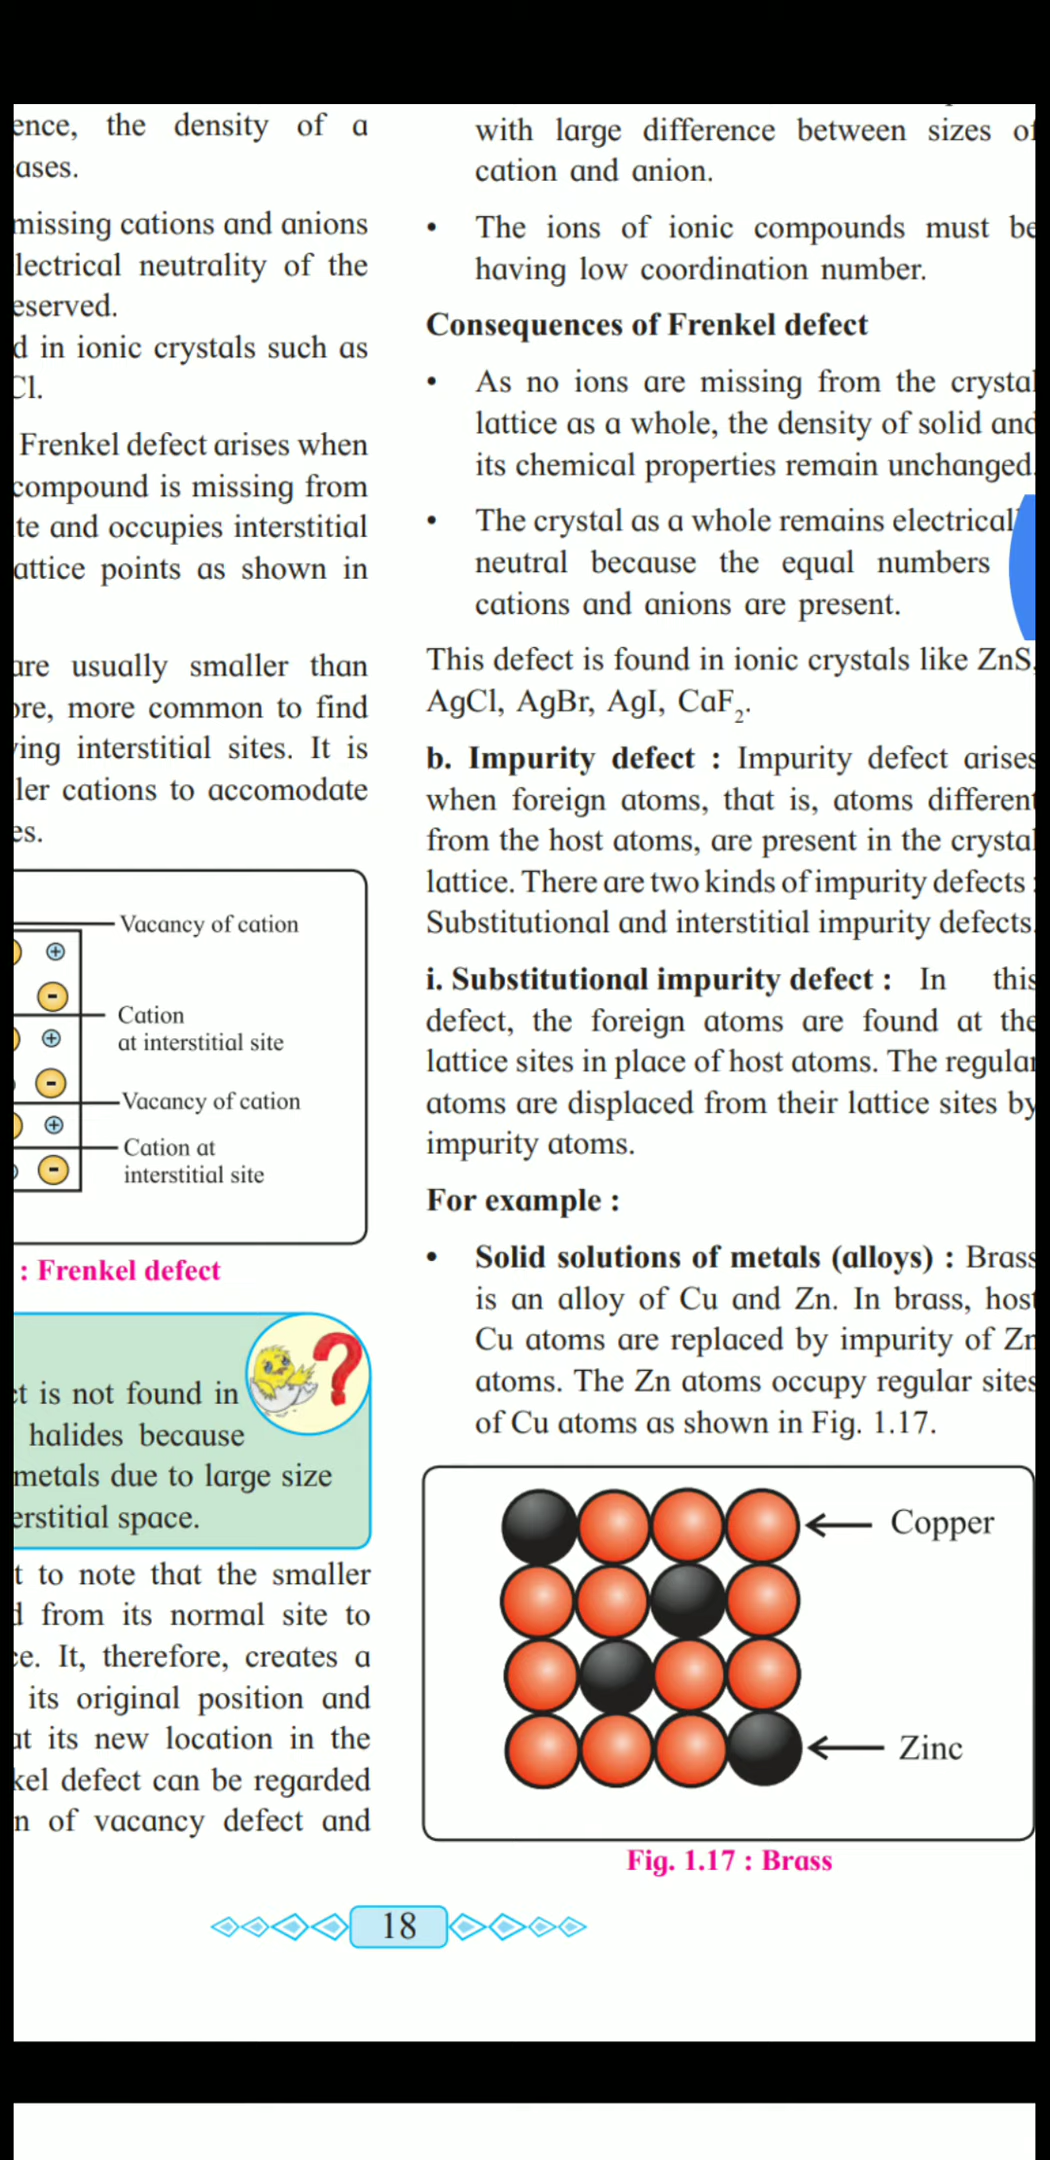 ence, the density of a
ases.
missing cations and anions
lectrical neutrality of the
eserved.
d in ionic crystals such as
Cl.
Frenkel defect arises when
compound is missing from
te and occupies interstitial
attice points as shown in
are usually smaller than
ore, more common to find
ing interstitial sites. It is
ler cations to accomodate
es.
Vacancy of cation
Cation
at interstitial site
Vacancy of cation
Cation at
interstitial site
: Frenkel defect
?
ct is not found in
halides because
metals due to large size
erstitial space.
t to note that the smaller
d from its normal site to
ce. It, therefore, creates a
its original position and
at its new location in the
kel defect can be regarded
n of vacancy defect and
with large difference between sizes of
cation and anion.
• The ions of ionic compounds must be
having low coordination number.
Consequences of Frenkel defect
• As no ions are missing from the crystal
lattice as a whole, the density of solid and
its chemical properties remain unchanged.
• The crystal as a whole remains electricall
neutral because the equal numbers
cations and anions are present.
This defect is found in ionic crystals like ZnS,
AgCl, AgBr, AgI, CaF₂.
b. Impurity defect : Impurity defect arises
when foreign atoms, that is, atoms different
from the host atoms, are present in the crystal
lattice. There are two kinds of impurity defects :
Substitutional and interstitial impurity defects.
i. Substitutional impurity defect : In this
defect, the foreign atoms are found at the
lattice sites in place of host atoms. The regular
atoms are displaced from their lattice sites by
impurity atoms.
For example :
• Solid solutions of metals (alloys) : Brass
is an alloy of Cu and Zn. In brass, host
Cu atoms are replaced by impurity of Zn
atoms. The Zn atoms occupy regular sites
of Cu atoms as shown in Fig. 1.17.
Copper
Zinc
Fig. 1.17 : Brass
18